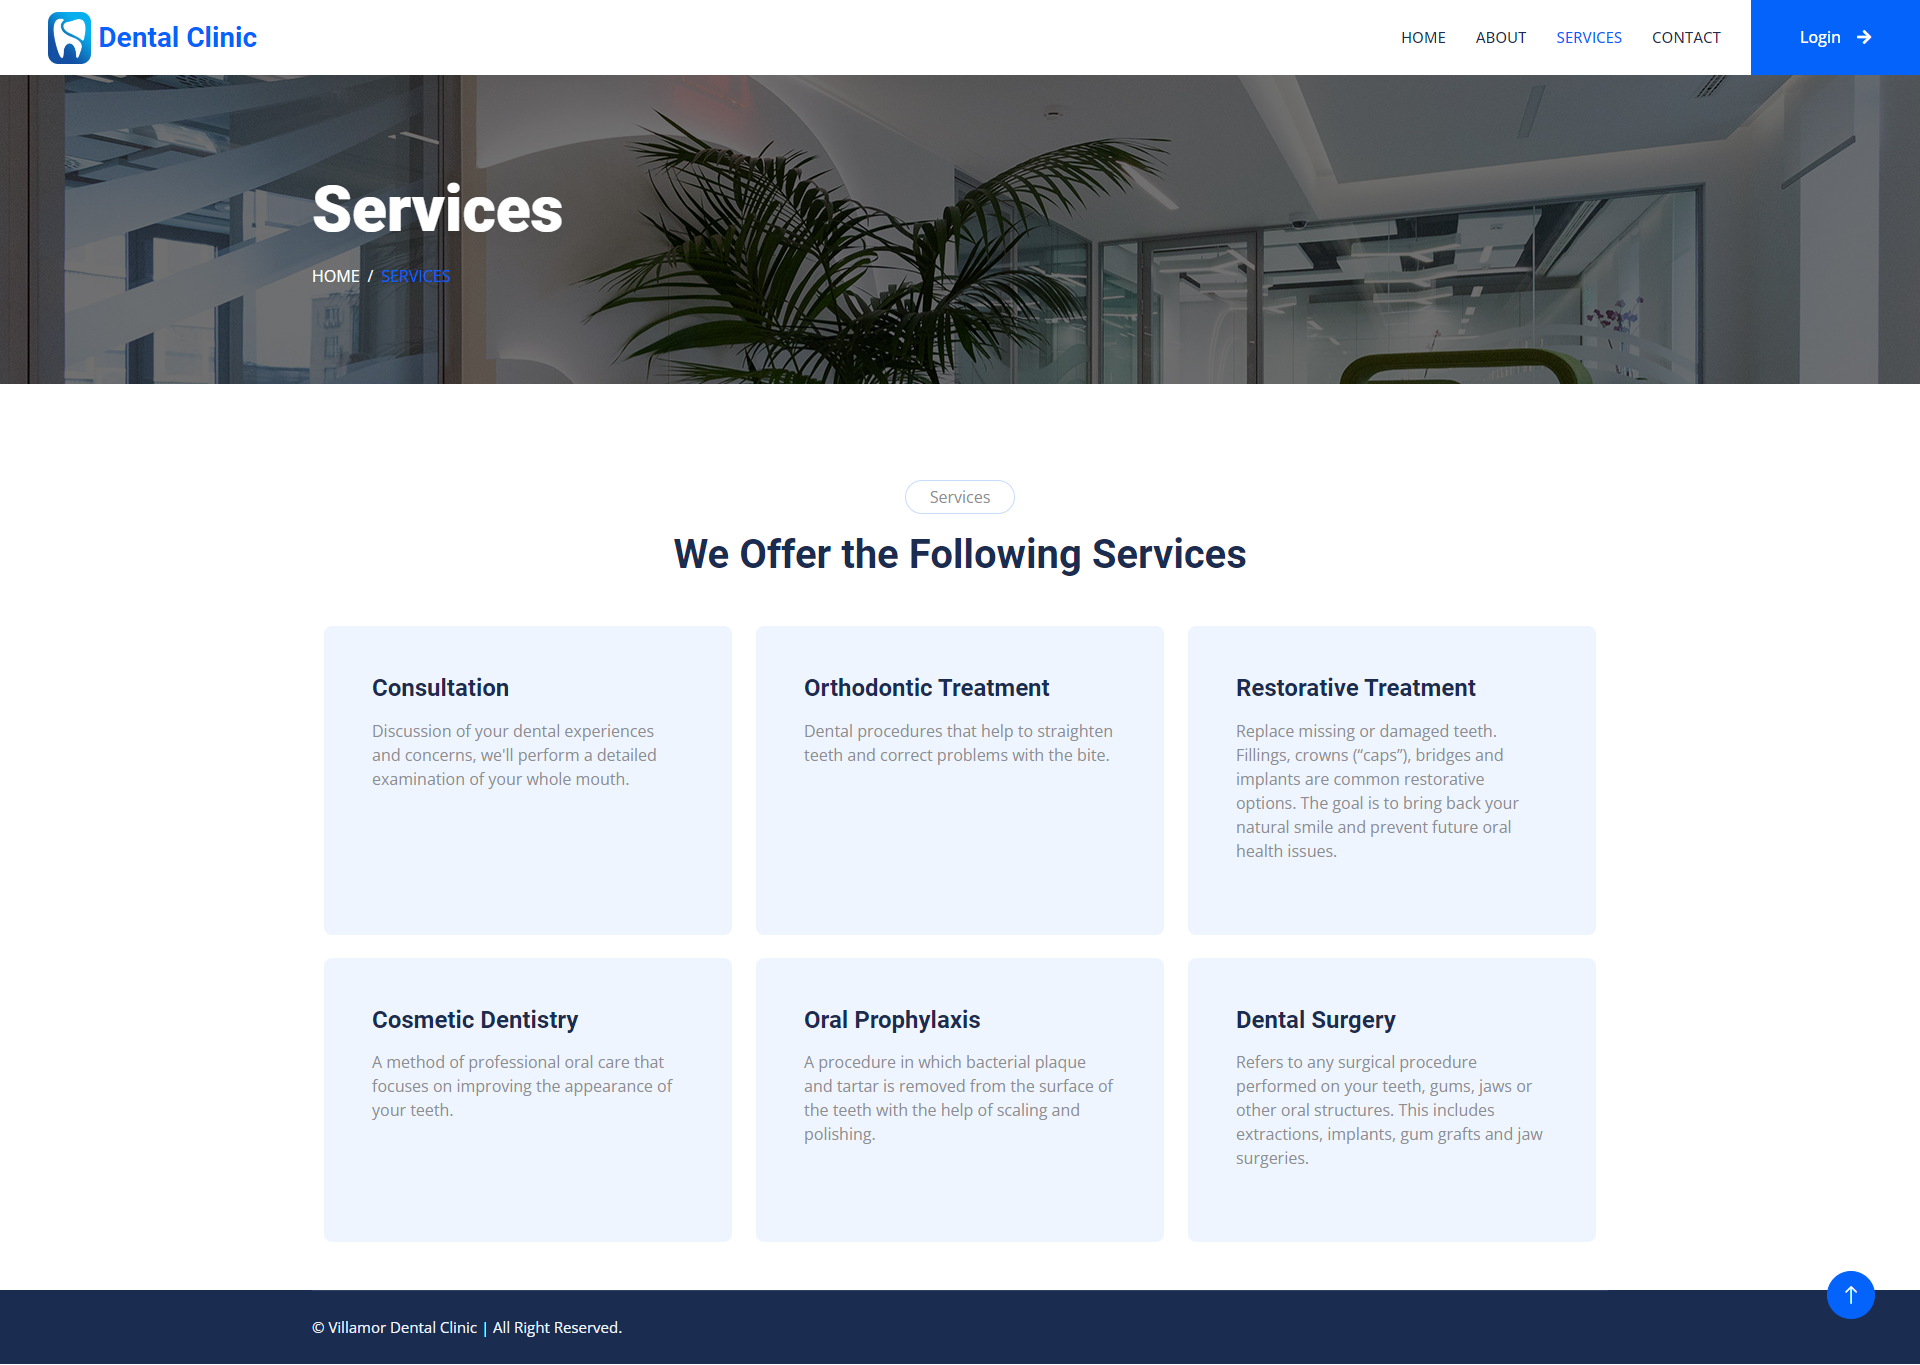 Dental Clinic
HOME ABOUT SERVICES CONTACT Login
Services
HOME / SERVICES
Services
We Offer the Following Services
Consultation
Discussion of your dental experiences
and concerns, we'll perform a detailed
examination of your whole mouth.
Orthodontic Treatment
Dental procedures that help to straighten
teeth and correct problems with the bite.
Restorative Treatment
Replace missing or damaged teeth.
Fillings, crowns (“caps”), bridges and
implants are common restorative
options. The goal is to bring back your
natural smile and prevent future oral
health issues.
Cosmetic Dentistry
A method of professional oral care that
focuses on improving the appearance of
your teeth.
Oral Prophylaxis
A procedure in which bacterial plaque
and tartar is removed from the surface of
the teeth with the help of scaling and
polishing.
Dental Surgery
Refers to any surgical procedure
performed on your teeth, gums, jaws or
other oral structures. This includes
extractions, implants, gum grafts and jaw
surgeries.
© Villamor Dental Clinic | All Right Reserved.